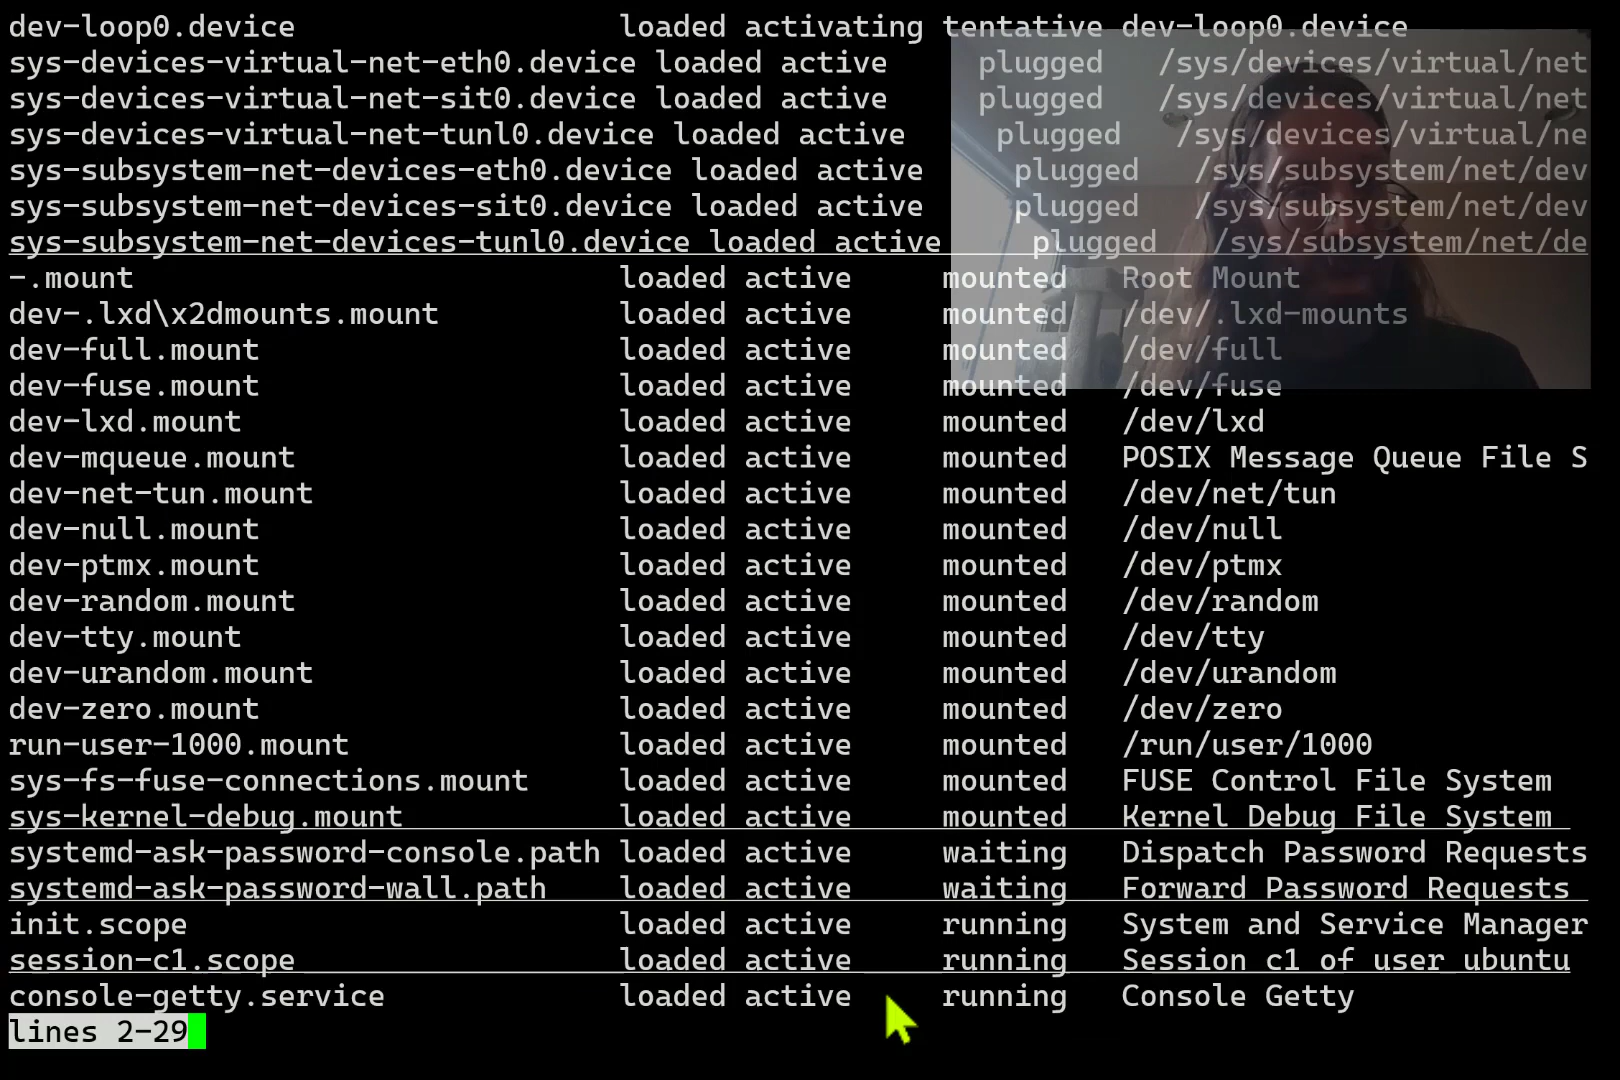 dev-loop0.device loaded activating tentative dev-loop0.device
sys-devices-virtual-net-eth0.device loaded active plugged /sys/devices/virtual/net
sys-devices-virtual-net-sit0.device loaded active plugged /sys/devices/virtual/net
sys-devices-virtual-net-tunl0.device loaded active plugged /sys/devices/virtual/ne
sys-subsystem-net-devices-eth0.device loaded active plugged /sys/subsystem/net/dev
sys-subsystem-net-devices-sit0.device loaded active plugged /sys/subsystem/net/dev
sys-subsystem-net-devices-tunl0.device loaded active plugged /sys/subsystem/net/de
-.mount loaded active mounted Root Mount
dev-.lxd\x2dmounts.mount loaded active mounted /dev/.lxd-mounts
dev-full.mount loaded active mounted /dev/full
dev-fuse.mount loaded active mounted /dev/fuse
dev-lxd.mount loaded active mounted /dev/lxd
dev-mqueue.mount loaded active mounted POSIX Message Queue File S
dev-net-tun.mount loaded active mounted /dev/net/tun
dev-null.mount loaded active mounted /dev/null
dev-ptmx.mount loaded active mounted /dev/ptmx
dev-random.mount loaded active mounted /dev/random
dev-tty.mount loaded active mounted /dev/tty
dev-urandom.mount loaded active mounted /dev/urandom
dev-zero.mount loaded active mounted /dev/zero
run-user-1000.mount loaded active mounted /run/user/1000
sys-fs-fuse-connections.mount loaded active mounted FUSE Control File System
sys-kernel-debug.mount loaded active mounted Kernel Debug File System
systemd-ask-password-console.path loaded active waiting Dispatch Password Requests
systemd-ask-password-wall.path loaded active waiting Forward Password Requests
init.scope loaded active running System and Service Manager
session-c1.scope loaded active running Session c1 of user ubuntu
console-getty.service loaded active running Console Getty
lines 2-29